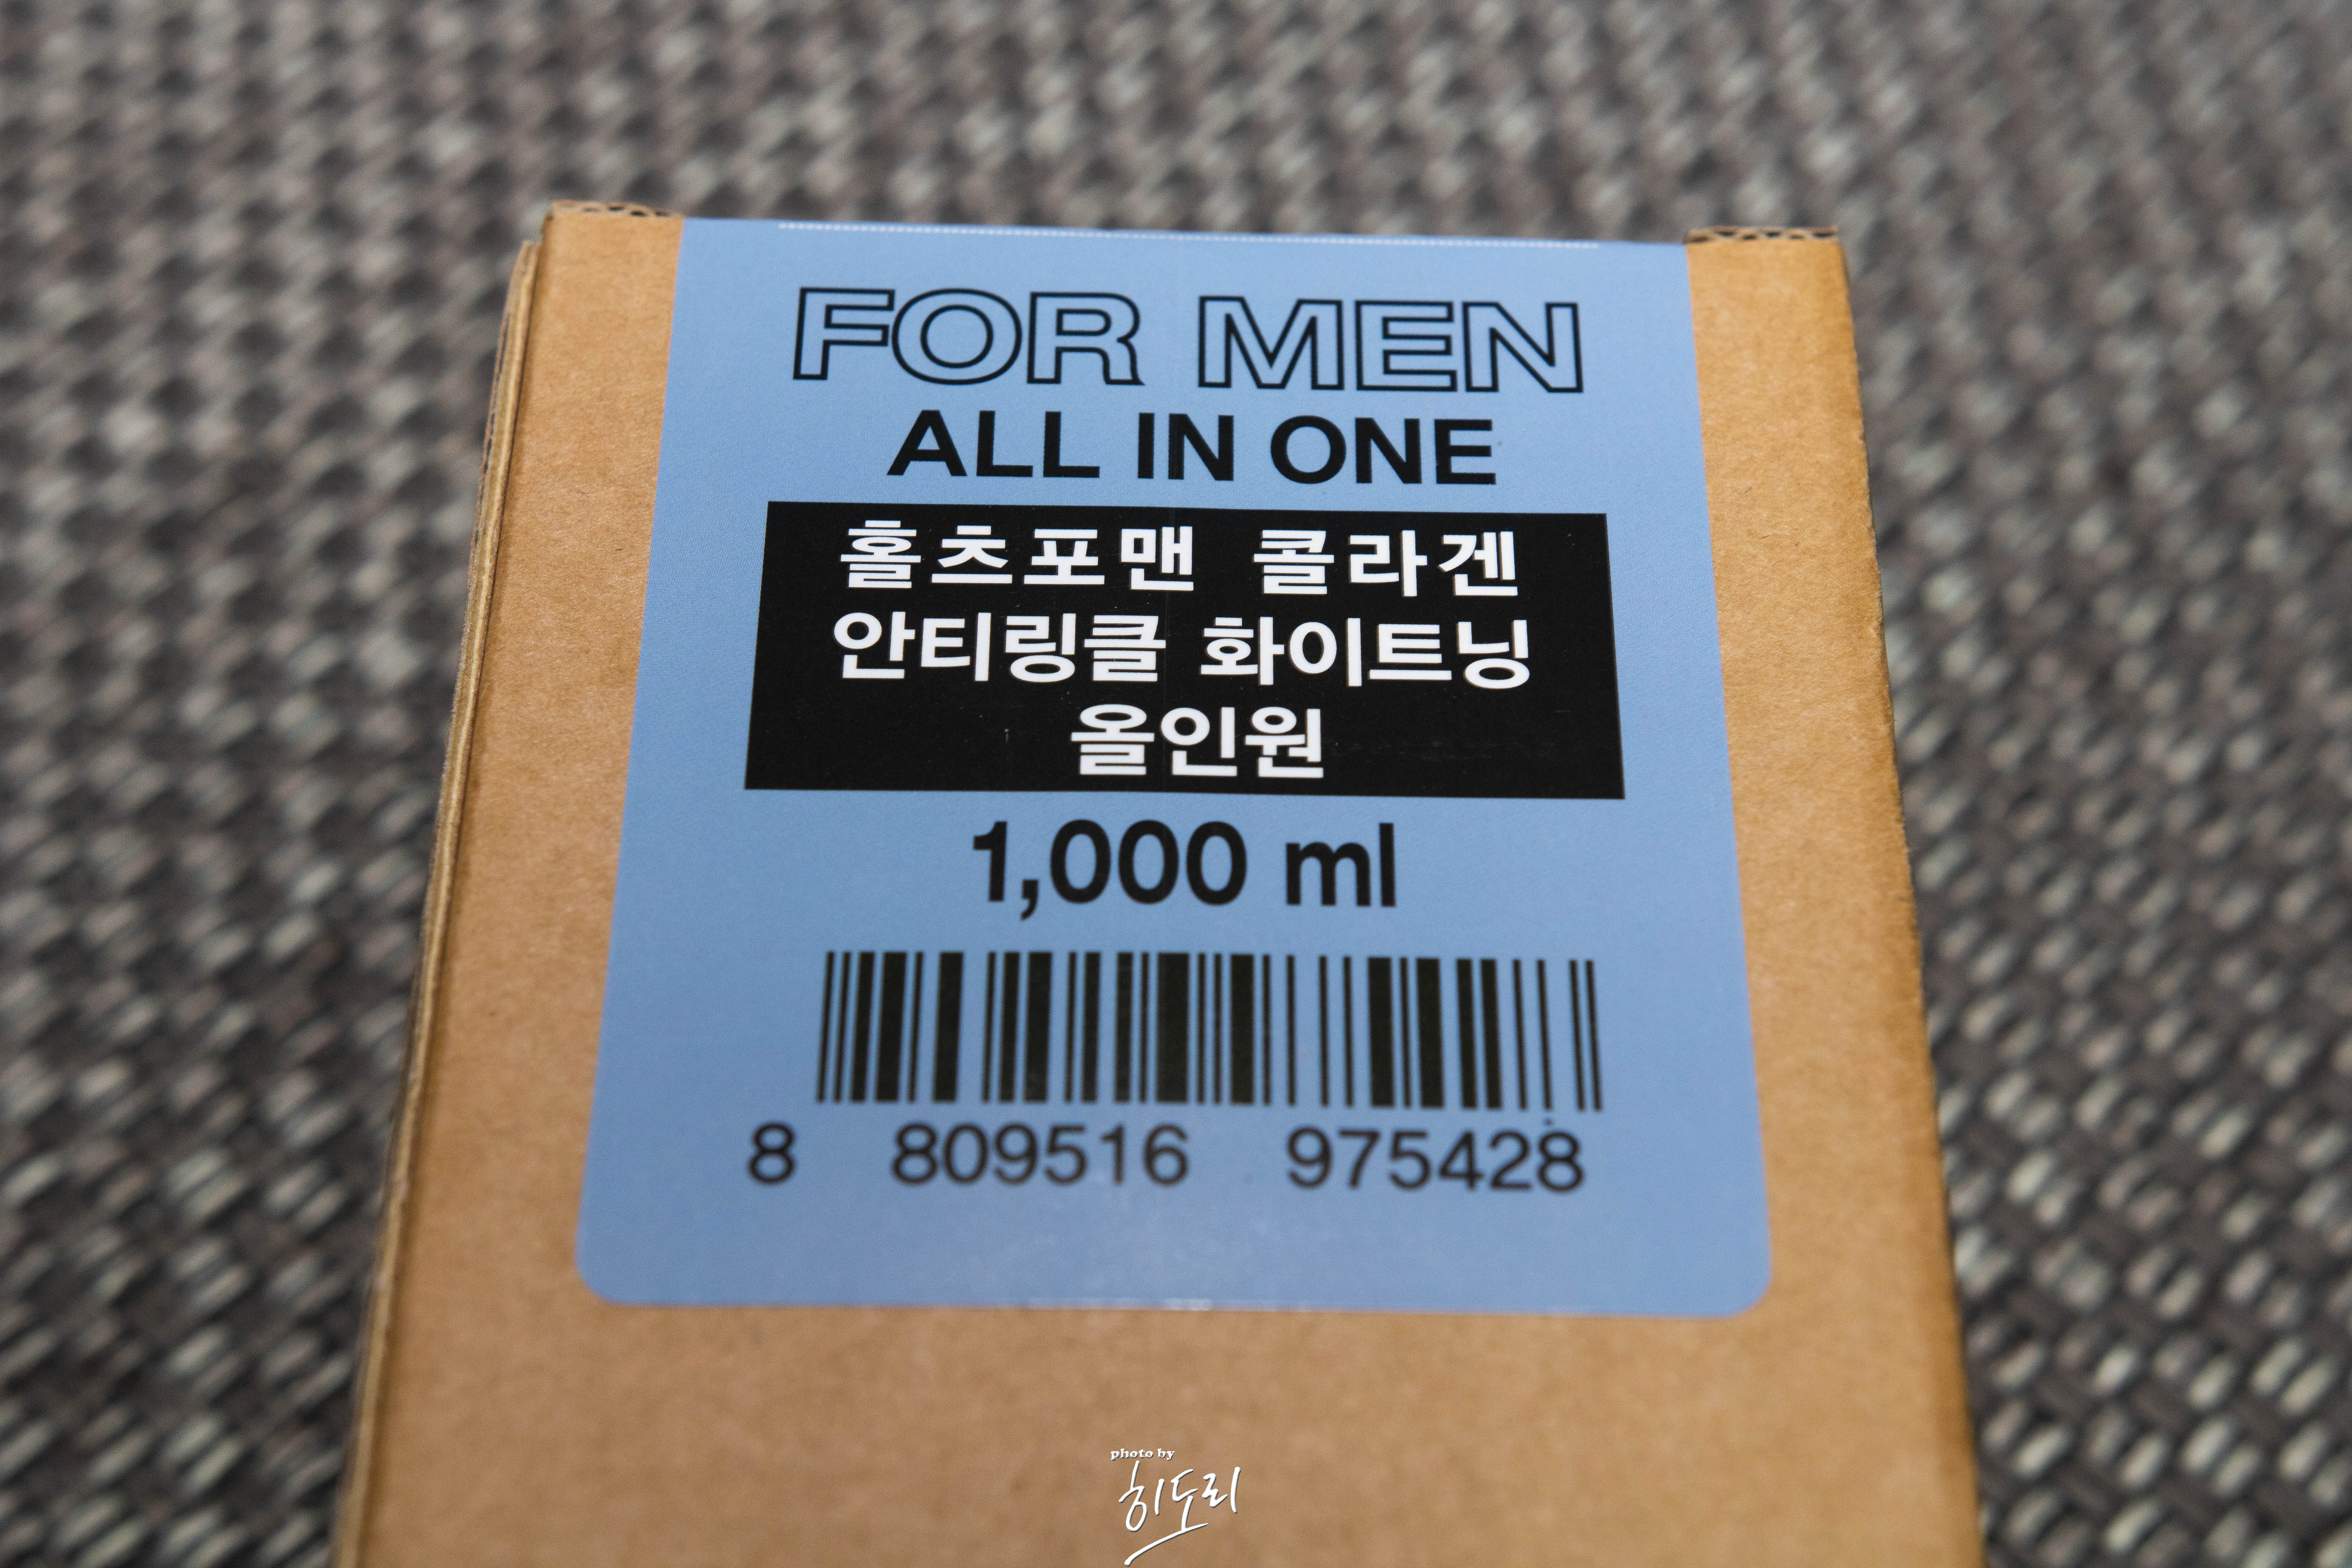 FOR MEN
ALL IN ONE
홀츠포맨 콜라겐
안티링클 화이트닝
올인원
1,000 ml
8 809516 975428
photo by
히도리